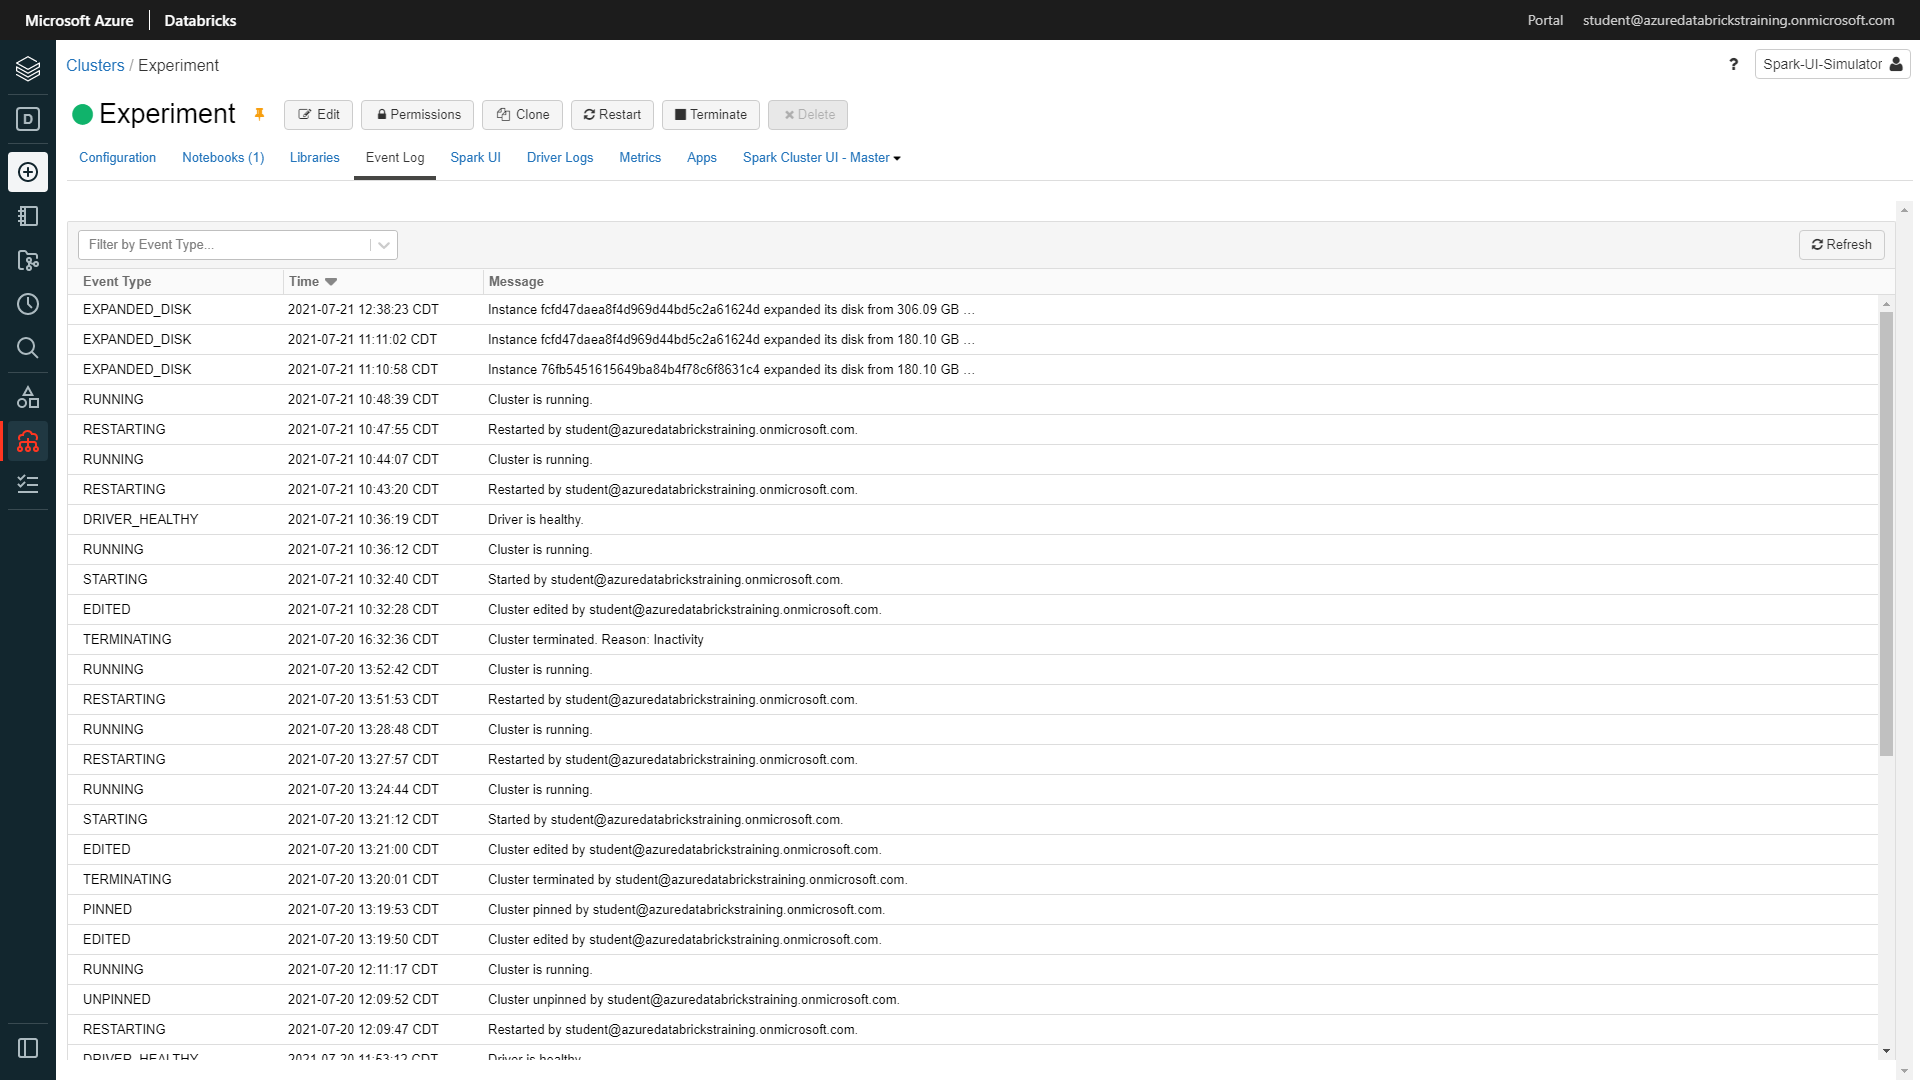 Microsoft Azure Databricks Portal student@azuredatabrickstraining.onmicrosoft.com
Clusters / Experiment ? Spark-UI-Simulator
D
Experiment Edit Permissions Clone Restart Terminate Delete
Configuration Notebooks (1) Libraries Event Log Spark UI Driver Logs Metrics Apps Spark Cluster UI - Master
Filter by Event Type... Refresh
Event Type Time Message
EXPANDED_DISK 2021-07-21 12:38:23 CDT Instance fcfd47daea8f4d969d44bd5c2a61624d expanded its disk from 306.09 GB …
EXPANDED_DISK 2021-07-21 11:11:02 CDT Instance fcfd47daea8f4d969d44bd5c2a61624d expanded its disk from 180.10 GB …
EXPANDED_DISK 2021-07-21 11:10:58 CDT Instance 76fb5451615649ba84b4f78c6f8631c4 expanded its disk from 180.10 GB …
RUNNING 2021-07-21 10:48:39 CDT Cluster is running.
RESTARTING 2021-07-21 10:47:55 CDT Restarted by student@azuredatabrickstraining.onmicrosoft.com.
RUNNING 2021-07-21 10:44:07 CDT Cluster is running.
RESTARTING 2021-07-21 10:43:20 CDT Restarted by student@azuredatabrickstraining.onmicrosoft.com.
DRIVER_HEALTHY 2021-07-21 10:36:19 CDT Driver is healthy.
RUNNING 2021-07-21 10:36:12 CDT Cluster is running.
STARTING 2021-07-21 10:32:40 CDT Started by student@azuredatabrickstraining.onmicrosoft.com.
EDITED 2021-07-21 10:32:28 CDT Cluster edited by student@azuredatabrickstraining.onmicrosoft.com.
TERMINATING 2021-07-20 16:32:36 CDT Cluster terminated. Reason: Inactivity
RUNNING 2021-07-20 13:52:42 CDT Cluster is running.
RESTARTING 2021-07-20 13:51:53 CDT Restarted by student@azuredatabrickstraining.onmicrosoft.com.
RUNNING 2021-07-20 13:28:48 CDT Cluster is running.
RESTARTING 2021-07-20 13:27:57 CDT Restarted by student@azuredatabrickstraining.onmicrosoft.com.
RUNNING 2021-07-20 13:24:44 CDT Cluster is running.
STARTING 2021-07-20 13:21:12 CDT Started by student@azuredatabrickstraining.onmicrosoft.com.
EDITED 2021-07-20 13:21:00 CDT Cluster edited by student@azuredatabrickstraining.onmicrosoft.com.
TERMINATING 2021-07-20 13:20:01 CDT Cluster terminated by student@azuredatabrickstraining.onmicrosoft.com.
PINNED 2021-07-20 13:19:53 CDT Cluster pinned by student@azuredatabrickstraining.onmicrosoft.com.
EDITED 2021-07-20 13:19:50 CDT Cluster edited by student@azuredatabrickstraining.onmicrosoft.com.
RUNNING 2021-07-20 12:11:17 CDT Cluster is running.
UNPINNED 2021-07-20 12:09:52 CDT Cluster unpinned by student@azuredatabrickstraining.onmicrosoft.com.
RESTARTING 2021-07-20 12:09:47 CDT Restarted by student@azuredatabrickstraining.onmicrosoft.com.
DRIVER_HEALTHY 2021-07-20 11:53:12 CDT Driver is healthy.